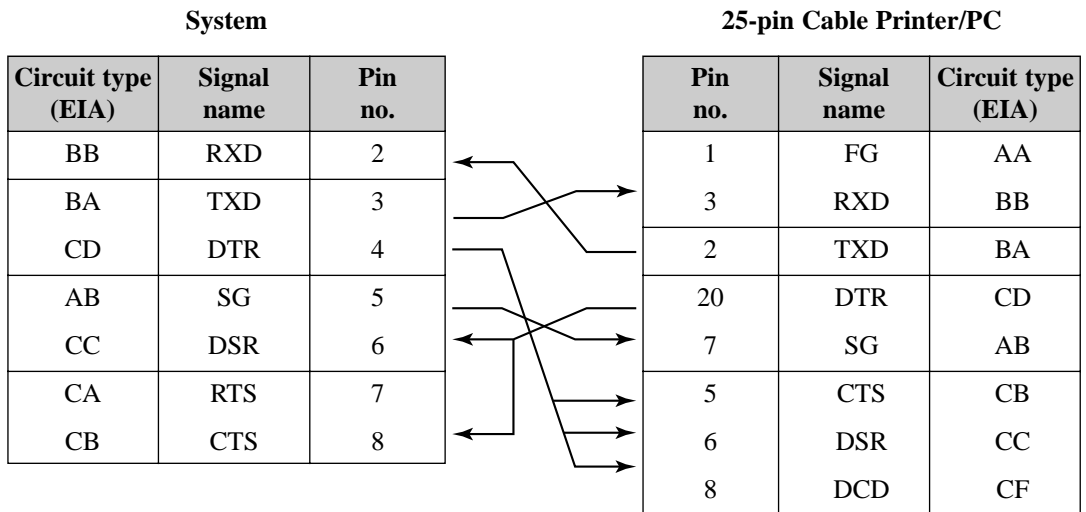 System
25-pin Cable Printer/PC
Circuit type (EIA) Signal name Pin no.
BB RXD 2
BA TXD 3
CD DTR 4
AB SG 5
CC DSR 6
CA RTS 7
CB CTS 8
Pin no. Signal name Circuit type (EIA)
1 FG AA
3 RXD BB
2 TXD BA
20 DTR CD
7 SG AB
5 CTS CB
6 DSR CC
8 DCD CF